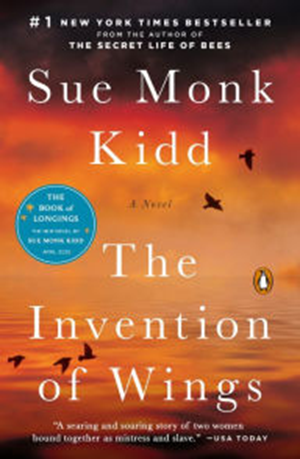 #1 NEW YORK TIMES BESTSELLER
FROM THE AUTHOR OF
THE SECRET LIFE OF BEES
Sue Monk
Kidd
A Novel
THE
BOOK of
LONGINGS
THE NEW NOVEL BY
SUE MONK KIDD
APRIL 2020
The
Invention
of Wings
"A searing and soaring story of two women
bound together as mistress and slave." —USA TODAY